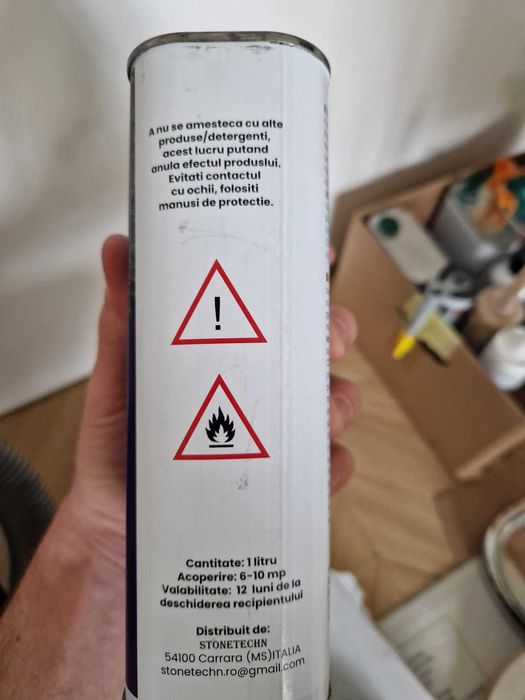 A nu se amesteca cu alte
produse/detergenti,
acest lucru putand
anula efectul produslui.
Evitati contactul
cu ochii, folositi
manusi de protectie.
!
Cantitate: 1 litru
Acoperire: 6-10 mp
Valabilitate: 12 luni de la
deschiderea recipientului
Distribuit de:
STONETECHN
54100 Carrara (MS)ITALIA
stonetechn.ro@gmail.com